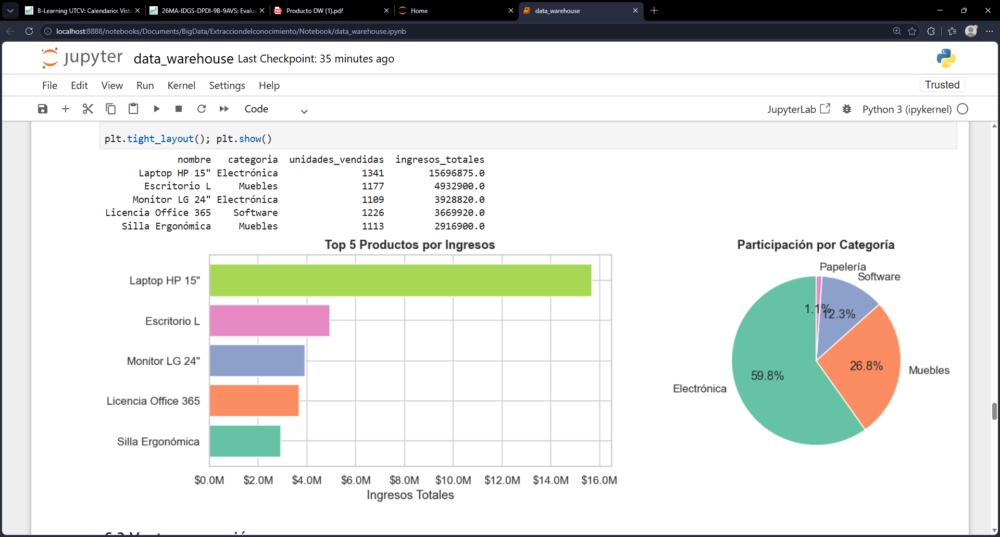 B-Learning UTCV: Calendario: Vista
26MA-IDGS-DPDI-9B-9AVS: Evalua
Producto DW (1).pdf
Home
data_warehouse
localhost:8888/notebooks/Documents/BigData/Extracciondelconocimiento/Notebook/data_warehouse.ipynb
jupyter data_warehouse Last Checkpoint: 35 minutes ago
File Edit View Run Kernel Settings Help Trusted
Code JupyterLab Python 3 (ipykernel)
plt.tight_layout(); plt.show()
nombre categoria unidades_vendidas ingresos_totales
Laptop HP 15" Electrónica 1341 15696875.0
Escritorio L Muebles 1177 4932900.0
Monitor LG 24" Electrónica 1109 3928820.0
Licencia Office 365 Software 1226 3669920.0
Silla Ergonómica Muebles 1113 2916900.0
Top 5 Productos por Ingresos
Laptop HP 15"
Escritorio L
Monitor LG 24"
Licencia Office 365
Silla Ergonómica
$0.0M $2.0M $4.0M $6.0M $8.0M $10.0M $12.0M $14.0M $16.0M
Ingresos Totales
Participación por Categoría
Papelería
Software
1.1%
12.3%
26.8%
Muebles
59.8%
Electrónica